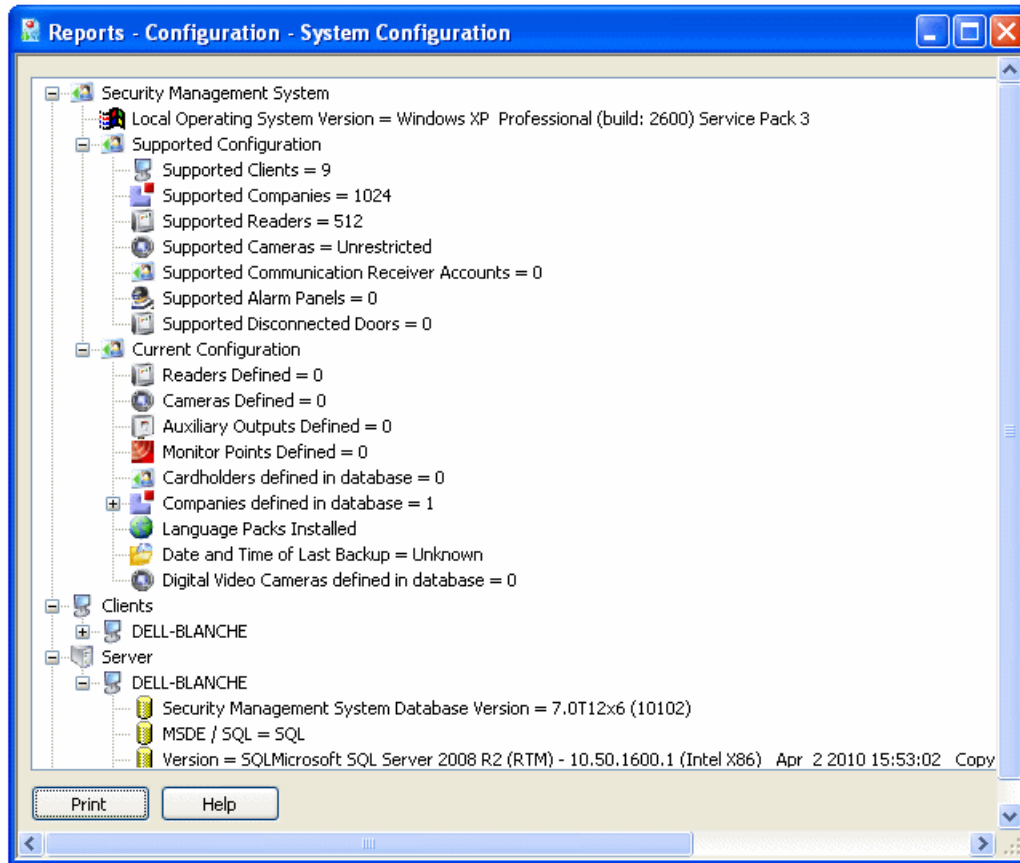 Reports - Configuration - System Configuration
Security Management System
Local Operating System Version = Windows XP Professional (build: 2600) Service Pack 3
Supported Configuration
Supported Clients = 9
Supported Companies = 1024
Supported Readers = 512
Supported Cameras = Unrestricted
Supported Communication Receiver Accounts = 0
Supported Alarm Panels = 0
Supported Disconnected Doors = 0
Current Configuration
Readers Defined = 0
Cameras Defined = 0
Auxiliary Outputs Defined = 0
Monitor Points Defined = 0
Cardholders defined in database = 0
Companies defined in database = 1
Language Packs Installed
Date and Time of Last Backup = Unknown
Digital Video Cameras defined in database = 0
Clients
DELL-BLANCHE
Server
DELL-BLANCHE
Security Management System Database Version = 7.0T12x6 (10102)
MSDE / SQL = SQL
Version = SQLMicrosoft SQL Server 2008 R2 (RTM) - 10.50.1600.1 (Intel X86) Apr 2 2010 15:53:02 Copy
Print Help